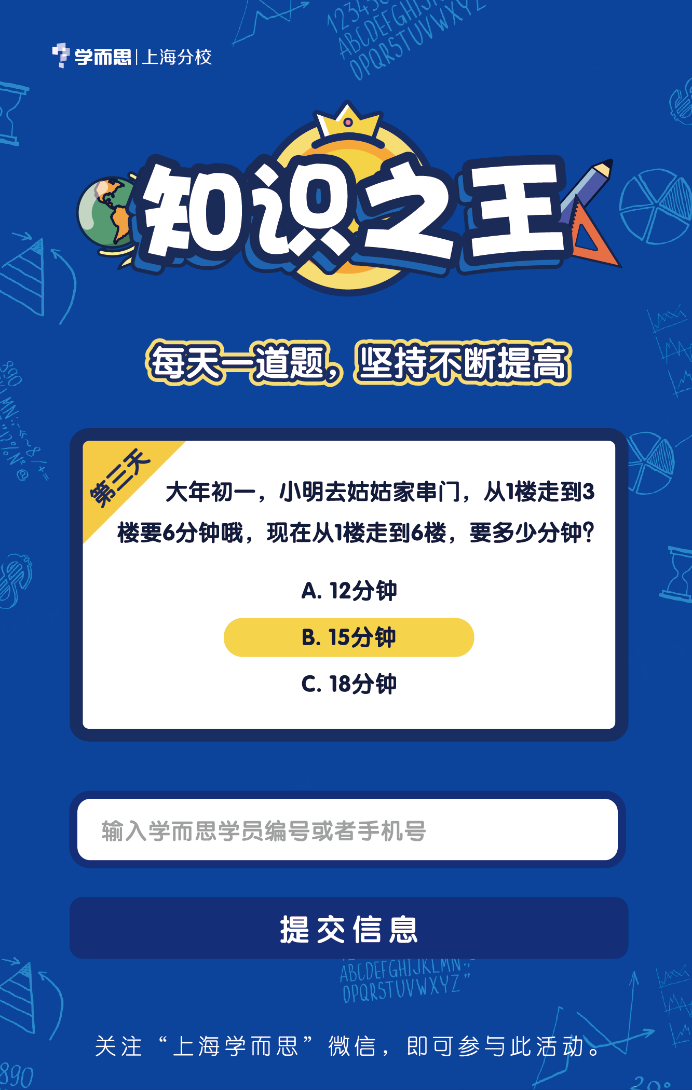 学而思|上海分校
知识之王
每天一道题，坚持不断提高
第三天
大年初一，小明去姑姑家串门，从1楼走到3
楼要6分钟哦，现在从1楼走到6楼，要多少分钟？
A. 12分钟
B. 15分钟
C. 18分钟
输入学而思学员编号或者手机号
提交信息
关注“上海学而思”微信，即可参与此活动。